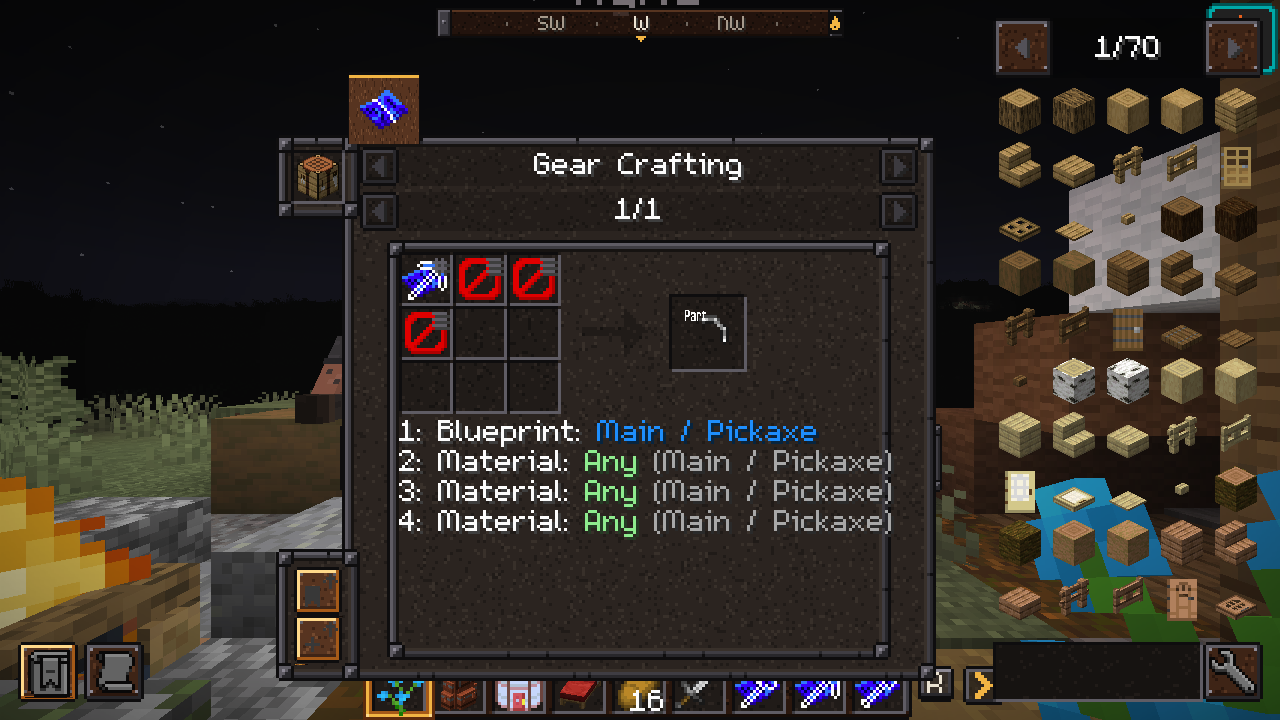 SW · W · NW
1/70
Gear Crafting
1/1
Part
1: Blueprint: Main / Pickaxe
2: Material: Any (Main / Pickaxe)
3: Material: Any (Main / Pickaxe)
4: Material: Any (Main / Pickaxe)
16